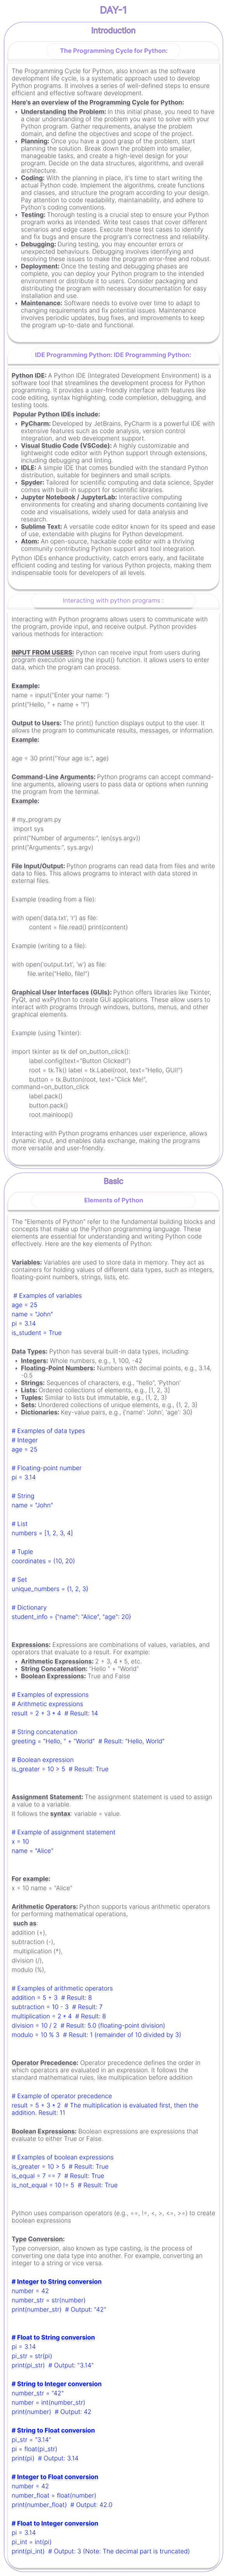 DAY-1
Introduction
The Programming Cycle for Python:
The Programming Cycle for Python, also known as the software
development life cycle, is a systematic approach used to develop
Python programs. It involves a series of well-defined steps to ensure
efficient and effective software development.
Here's an overview of the Programming Cycle for Python:
• Understanding the Problem: In this initial phase, you need to have
a clear understanding of the problem you want to solve with your
Python program. Gather requirements, analyse the problem
domain, and define the objectives and scope of the project.
• Planning: Once you have a good grasp of the problem, start
planning the solution. Break down the problem into smaller,
manageable tasks, and create a high-level design for your
program. Decide on the data structures, algorithms, and overall
architecture.
• Coding: With the planning in place, it's time to start writing the
actual Python code. Implement the algorithms, create functions
and classes, and structure the program according to your design.
Pay attention to code readability, maintainability, and adhere to
Python's coding conventions.
• Testing: Thorough testing is a crucial step to ensure your Python
program works as intended. Write test cases that cover different
scenarios and edge cases. Execute these test cases to identify and
fix bugs and ensure the program's correctness and reliability.
• Debugging: During testing, you may encounter errors or
unexpected behaviours. Debugging involves identifying and
resolving these issues to make your program error-free and robust.
• Deployment: Once the testing and debugging phases are
complete, you can deploy your Python program to the intended
environment or distribute it to users. Consider packaging and
distributing the program with necessary documentation for easy
installation and use.
• Maintenance: Software needs to evolve over time to adapt to
changing requirements and fix potential issues. Maintenance
involves periodic updates, bug fixes, and improvements to keep
the program up-to-date and functional.
IDE Programming Python: IDE Programming Python:
Python IDE: A Python IDE (Integrated Development Environment) is a
software tool that streamlines the development process for Python
programming. It provides a user-friendly interface with features like
code editing, syntax highlighting, code completion, debugging, and
testing tools.
Popular Python IDEs include:
• PyCharm: Developed by JetBrains, PyCharm is a powerful IDE with
extensive features such as code analysis, version control
integration, and web development support.
• Visual Studio Code (VSCode): A highly customizable and
lightweight code editor with Python support through extensions,
including debugging and linting.
• IDLE: A simple IDE that comes bundled with the standard Python
distribution, suitable for beginners and small scripts.
• Spyder: Tailored for scientific computing and data science, Spyder
comes with built-in support for scientific libraries.
• Jupyter Notebook / JupyterLab: Interactive computing
environments for creating and sharing documents containing live
code and visualisations, widely used for data analysis and
research.
• Sublime Text: A versatile code editor known for its speed and ease
of use, extendable with plugins for Python development.
• Atom: An open-source, hackable code editor with a thriving
community contributing Python support and tool integration.
Python IDEs enhance productivity, catch errors early, and facilitate
efficient coding and testing for various Python projects, making them
indispensable tools for developers of all levels.
Interacting with python programs :
Interacting with Python programs allows users to communicate with
the program, provide input, and receive output. Python provides
various methods for interaction:
INPUT FROM USERS: Python can receive input from users during
program execution using the input() function. It allows users to enter
data, which the program can process.
Example:
name = input("Enter your name: ")
print("Hello, " + name + "!")
Output to Users: The print() function displays output to the user. It
allows the program to communicate results, messages, or information.
Example:
age = 30 print("Your age is:", age)
Command-Line Arguments: Python programs can accept command-
line arguments, allowing users to pass data or options when running
the program from the terminal.
Example:
# my_program.py
import sys
print("Number of arguments:", len(sys.argv))
print("Arguments:", sys.argv)
File Input/Output: Python programs can read data from files and write
data to files. This allows programs to interact with data stored in
external files.
Example (reading from a file):
with open('data.txt', 'r') as file:
content = file.read() print(content)
Example (writing to a file):
with open('output.txt', 'w') as file:
file.write("Hello, file!")
Graphical User Interfaces (GUIs): Python offers libraries like Tkinter,
PyQt, and wxPython to create GUI applications. These allow users to
interact with programs through windows, buttons, menus, and other
graphical elements.
Example (using Tkinter):
import tkinter as tk def on_button_click():
label.config(text="Button Clicked!")
root = tk.Tk() label = tk.Label(root, text="Hello, GUI!")
button = tk.Button(root, text="Click Me!",
command=on_button_click
label.pack()
button.pack()
root.mainloop()
Interacting with Python programs enhances user experience, allows
dynamic input, and enables data exchange, making the programs
more versatile and user-friendly.
Basic
Elements of Python
The "Elements of Python" refer to the fundamental building blocks and
concepts that make up the Python programming language. These
elements are essential for understanding and writing Python code
effectively. Here are the key elements of Python:
Variables: Variables are used to store data in memory. They act as
containers for holding values of different data types, such as integers,
floating-point numbers, strings, lists, etc.
# Examples of variables
age = 25
name = "John"
pi = 3.14
is_student = True
Data Types: Python has several built-in data types, including:
• Integers: Whole numbers, e.g., 1, 100, -42
• Floating-Point Numbers: Numbers with decimal points, e.g., 3.14,
-0.5
• Strings: Sequences of characters, e.g., "hello", 'Python'
• Lists: Ordered collections of elements, e.g., [1, 2, 3]
• Tuples: Similar to lists but immutable, e.g., (1, 2, 3)
• Sets: Unordered collections of unique elements, e.g., {1, 2, 3}
• Dictionaries: Key-value pairs, e.g., {'name': 'John', 'age': 30}
# Examples of data types
# Integer
age = 25
# Floating-point number
pi = 3.14
# String
name = "John"
# List
numbers = [1, 2, 3, 4]
# Tuple
coordinates = (10, 20)
# Set
unique_numbers = {1, 2, 3}
# Dictionary
student_info = {"name": "Alice", "age": 20}
Expressions: Expressions are combinations of values, variables, and
operators that evaluate to a result. For example:
• Arithmetic Expressions: 2 + 3, 4 * 5, etc.
• String Concatenation: "Hello " + "World"
• Boolean Expressions: True and False
# Examples of expressions
# Arithmetic expressions
result = 2 + 3 * 4 # Result: 14
# String concatenation
greeting = "Hello, " + "World" # Result: "Hello, World"
# Boolean expression
is_greater = 10 > 5 # Result: True
Assignment Statement: The assignment statement is used to assign
a value to a variable.
It follows the syntax: variable = value.
# Example of assignment statement
x = 10
name = "Alice"
For example:
x = 10 name = "Alice"
Arithmetic Operators: Python supports various arithmetic operators
for performing mathematical operations,
such as:
addition (+),
subtraction (-),
multiplication (*),
division (/),
modulo (%),
# Examples of arithmetic operators
addition = 5 + 3 # Result: 8
subtraction = 10 - 3 # Result: 7
multiplication = 2 * 4 # Result: 8
division = 10 / 2 # Result: 5.0 (floating-point division)
modulo = 10 % 3 # Result: 1 (remainder of 10 divided by 3)
Operator Precedence: Operator precedence defines the order in
which operators are evaluated in an expression. It follows the
standard mathematical rules, like multiplication before addition
# Example of operator precedence
result = 5 + 3 * 2 # The multiplication is evaluated first, then the
addition. Result: 11
Boolean Expressions: Boolean expressions are expressions that
evaluate to either True or False.
# Examples of boolean expressions
is_greater = 10 > 5 # Result: True
is_equal = 7 == 7 # Result: True
is_not_equal = 10 != 5 # Result: True
Python uses comparison operators (e.g., ==, !=, <, >, <=, >=) to create
boolean expressions
Type Conversion:
Type conversion, also known as type casting, is the process of
converting one data type into another. For example, converting an
integer to a string or vice versa.
# Integer to String conversion
number = 42
number_str = str(number)
print(number_str) # Output: "42"
# Float to String conversion
pi = 3.14
pi_str = str(pi)
print(pi_str) # Output: "3.14"
# String to Integer conversion
number_str = "42"
number = int(number_str)
print(number) # Output: 42
# String to Float conversion
pi_str = "3.14"
pi = float(pi_str)
print(pi) # Output: 3.14
# Integer to Float conversion
number = 42
number_float = float(number)
print(number_float) # Output: 42.0
# Float to Integer conversion
pi = 3.14
pi_int = int(pi)
print(pi_int) # Output: 3 (Note: The decimal part is truncated)